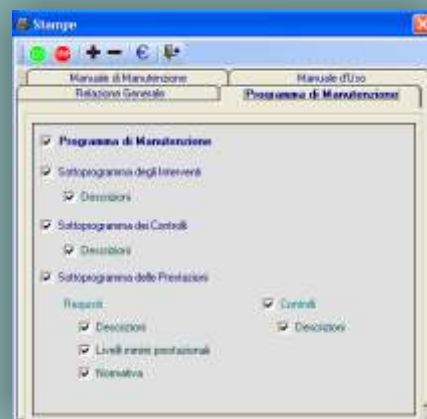 Stampe
€
Manuale di Manutenzione Manuale d'Uso
Relazione Generale Programma di Manutenzione
Programma di Manutenzione
Sottoprogramma degli Interventi
Descrizioni
Sottoprogramma dei Controlli
Descrizioni
Sottoprogramma delle Prestazioni
Requisiti Controlli
Descrizioni Descrizioni
Livelli minimi prestazionali
Normativa